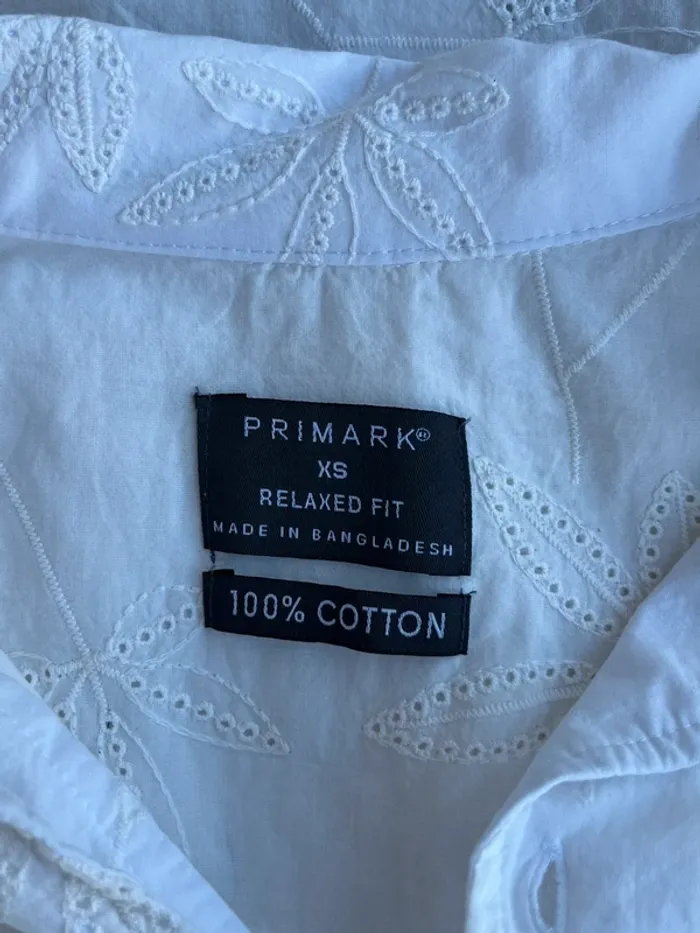 PRIMARK®
XS
RELAXED FIT
MADE IN BANGLADESH
100% COTTON